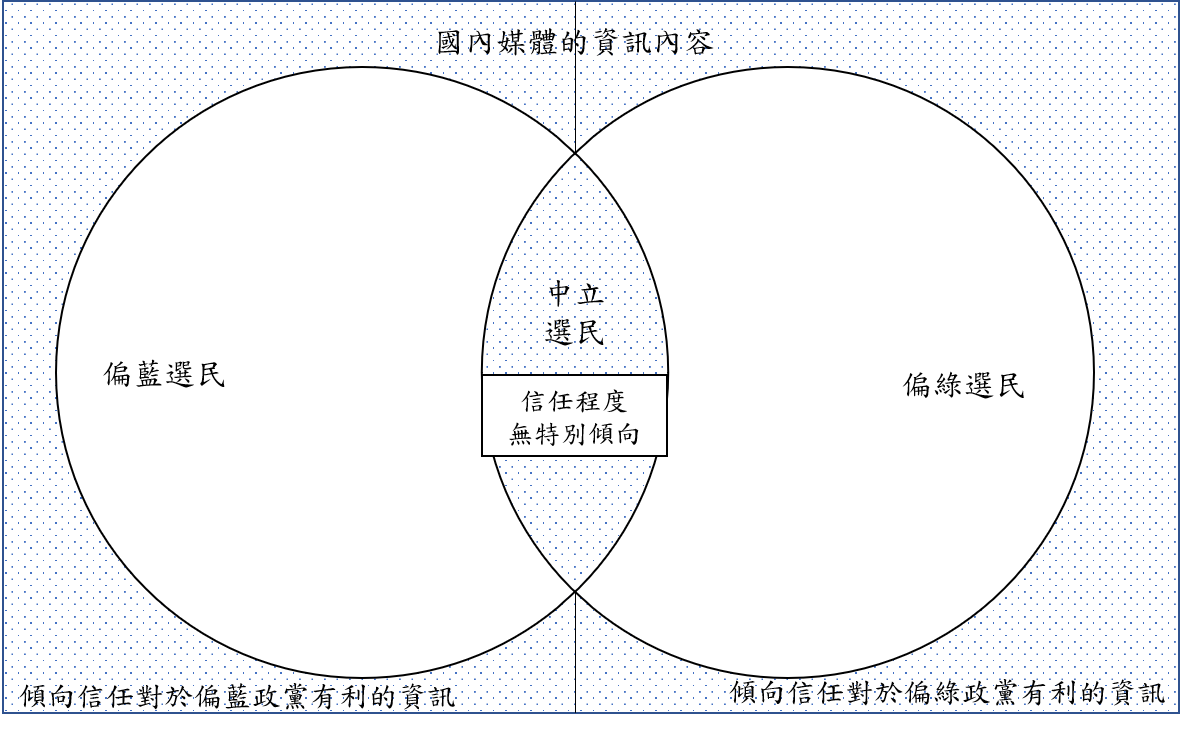 國內媒體的資訊內容
中立
選民
偏藍選民
偏綠選民
信任程度
無特別傾向
傾向信任對於偏藍政黨有利的資訊
傾向信任對於偏綠政黨有利的資訊